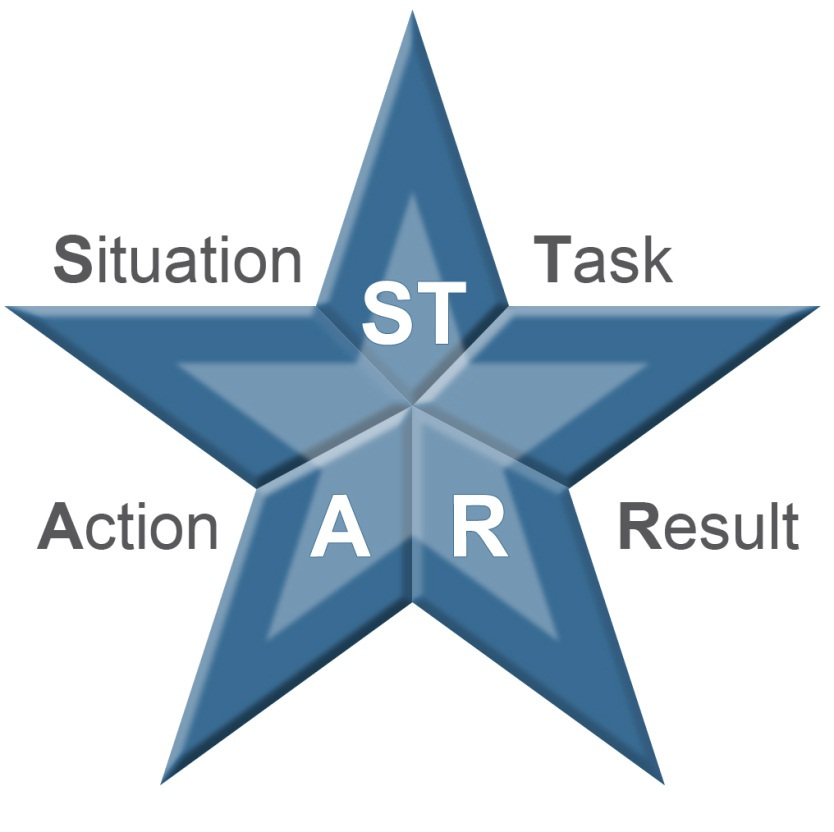 Situation Task
ST
A R
Action Result